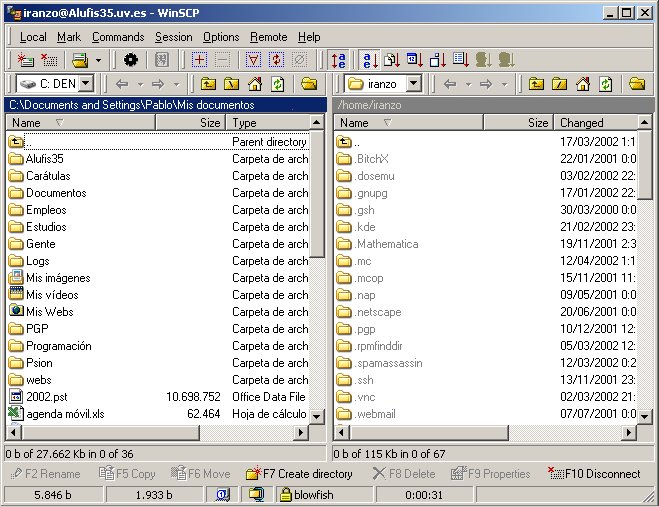 iranzo@Alufis35.uv.es - WinSCP
Local Mark Commands Session Options Remote Help
C: DEN
iranzo
C:\Documents and Settings\Pablo\Mis documentos
/home/iranzo
Name Size Type
Name Size Changed
.. Parent directory
Alufis35 Carpeta de arch
Carátulas Carpeta de arch
Documentos Carpeta de arch
Empleos Carpeta de arch
Estudios Carpeta de arch
Gente Carpeta de arch
Logs Carpeta de arch
Mis imágenes Carpeta de arch
Mis vídeos Carpeta de arch
Mis Webs Carpeta de arch
PGP Carpeta de arch
Programación Carpeta de arch
Psion Carpeta de arch
webs Carpeta de arch
2002.pst 10.698.752 Office Data File
agenda móvil.xls 62.464 Hoja de cálculo
.. 17/03/2002 1:1
.BitchX 22/01/2001 0:0
.dosemu 03/02/2002 22:
.gnupg 17/01/2002 22:
.gsh 30/03/2000 0:0
.kde 21/02/2002 23:
.Mathematica 19/11/2001 2:3
.mc 12/04/2002 1:1
.mcop 15/11/2001 11:
.nap 09/05/2001 0:0
.netscape 20/06/2001 0:0
.pgp 10/12/2001 12:
.rpmfinddir 05/03/2002 12:
.spamassassin 12/03/2002 0:2
.ssh 13/11/2001 23:
.vnc 02/03/2002 21:
.webmail 07/07/2001 0:0
0 b of 27.662 Kb in 0 of 36
0 b of 115 Kb in 0 of 67
F2 Rename F5 Copy F6 Move F7 Create directory F8 Delete F9 Properties F10 Disconnect
5.846 b 1.933 b blowfish 0:00:31